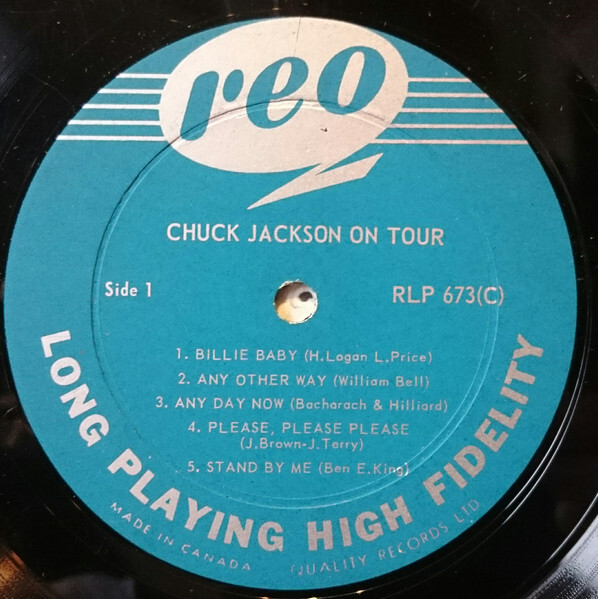 reo
CHUCK JACKSON ON TOUR
Side 1
RLP 673(C)
1. BILLIE BABY (H.Logan L.Price)
2. ANY OTHER WAY (William Bell)
3. ANY DAY NOW (Bacharach & Hilliard)
4. PLEASE, PLEASE PLEASE
(J.Brown-J.Terry)
5. STAND BY ME (Ben E.King)
LONG PLAYING HIGH FIDELITY
MADE IN CANADA
QUALITY RECORDS LTD